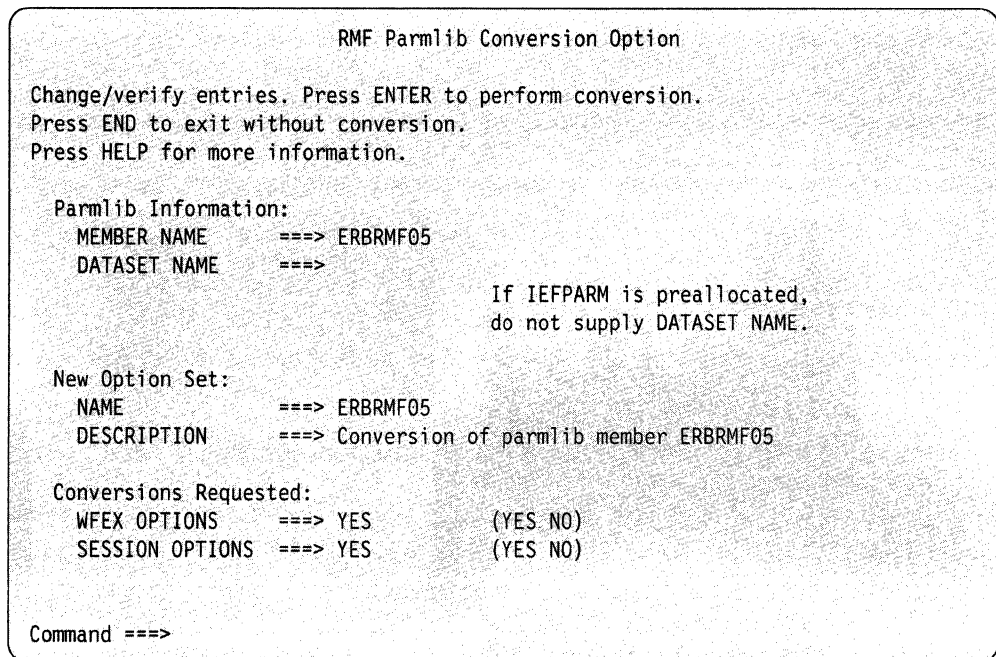 RMF Parmlib Conversion Option
Change/verify entries. Press ENTER to perform conversion.
Press END to exit without conversion.
Press HELP for more information.
Parmlib Information:
MEMBER NAME ===> ERBRMF05
DATASET NAME ===>
If IEFPARM is preallocated,
do not supply DATASET NAME.
New Option Set:
NAME ===> ERBRMF05
DESCRIPTION ===> Conversion of parmlib member ERBRMF05
Conversions Requested:
WFEX OPTIONS ===> YES (YES NO)
SESSION OPTIONS ===> YES (YES NO)
Command ===>